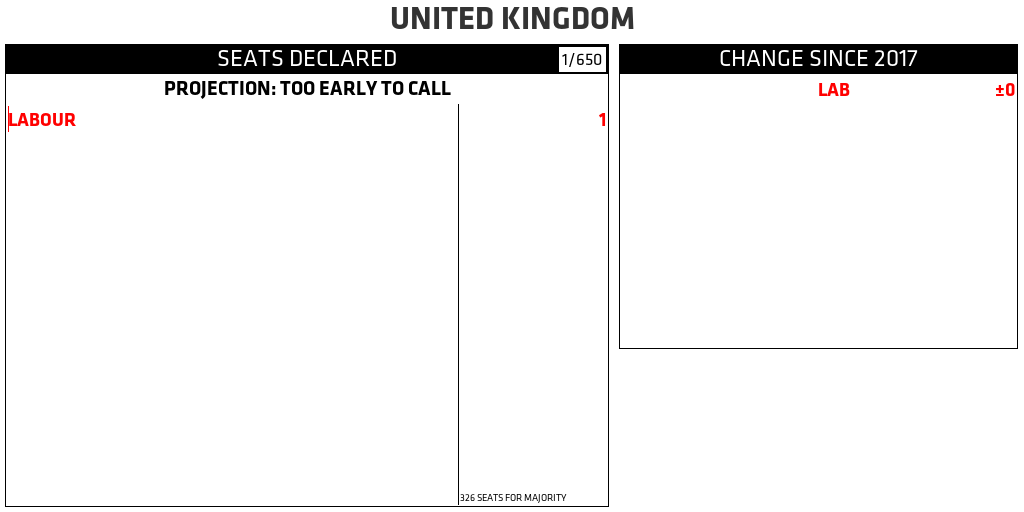 UNITED KINGDOM
SEATS DECLARED 1/650
PROJECTION: TOO EARLY TO CALL
LABOUR 1
326 SEATS FOR MAJORITY
CHANGE SINCE 2017
LAB ±0